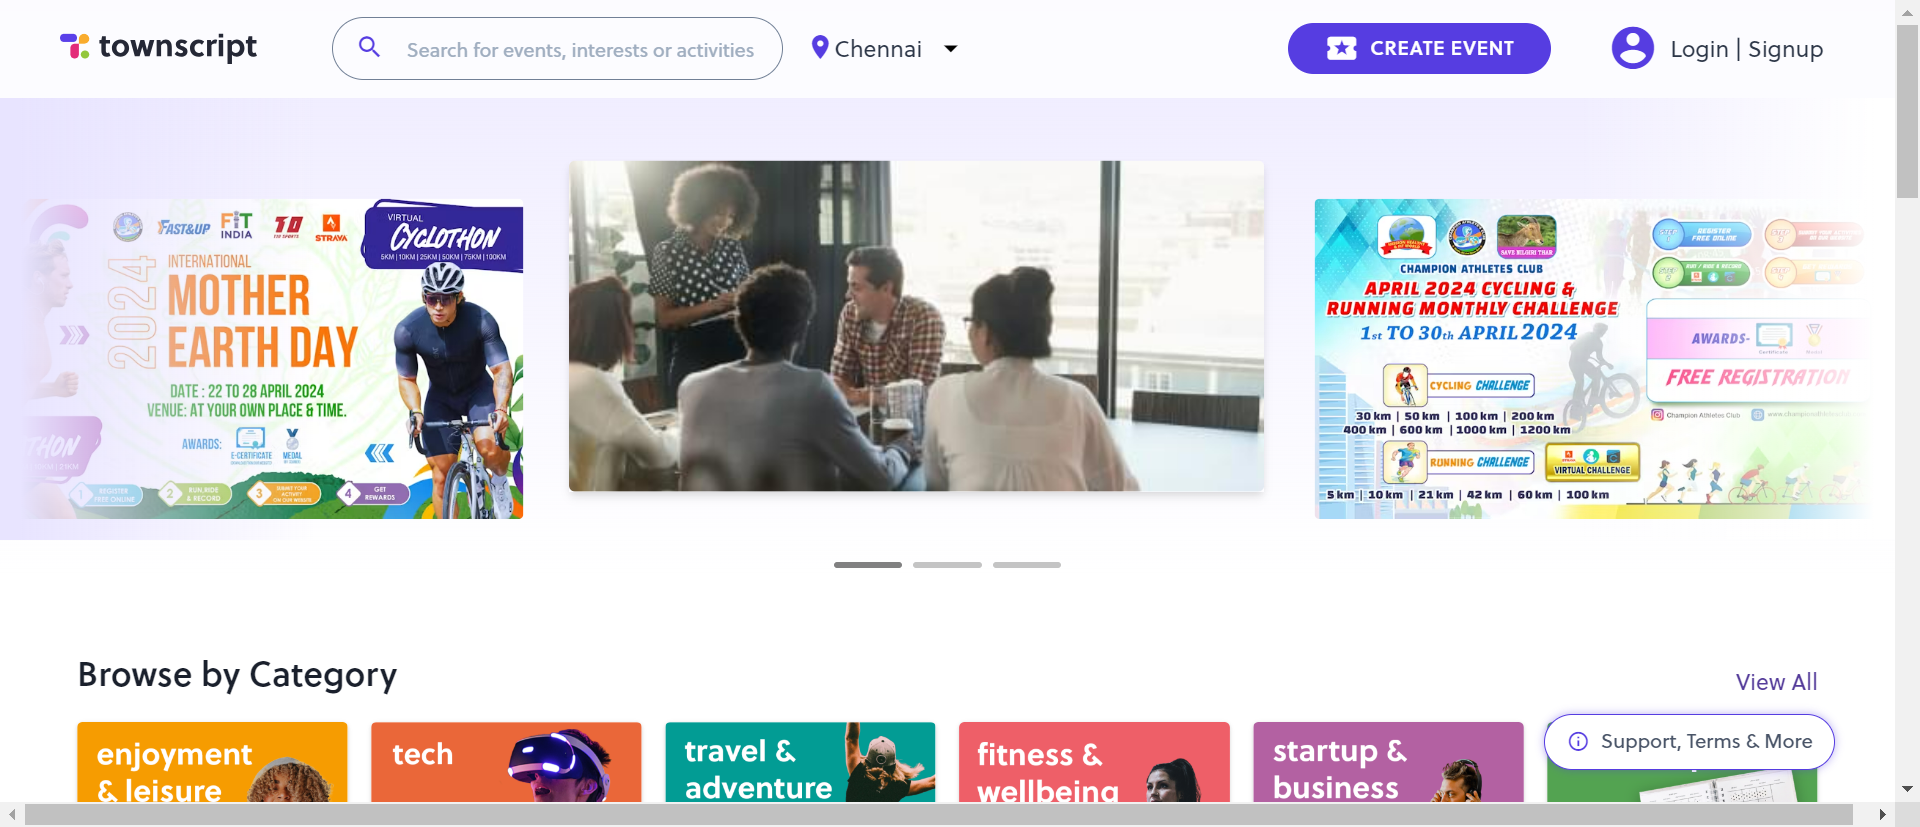 townscript
Search for events, interests or activities
Chennai
CREATE EVENT
Login | Signup
FAST&UP
FIT
INDIA
STRAVA
VIRTUAL
CYCLOTHON
5KM | 10KM | 25KM | 50KM | 75KM | 100KM
2024
INTERNATIONAL
MOTHER
EARTH DAY
DATE : 22 TO 28 APRIL 2024
VENUE: AT YOUR OWN PLACE & TIME.
AWARDS:
E-CERTIFICATE
MEDAL
1 REGISTER
FREE ONLINE
2 RUN, RIDE
& RECORD
3 SUBMIT YOUR
ACTIVITY
ON OUR WEBSITE
4 GET
REWARDS
SAVE NILGIRI TAHR
CHAMPION ATHLETES CLUB
APRIL 2024 CYCLING &
RUNNING MONTHLY CHALLENGE
1st TO 30th APRIL 2024
CYCLING CHALLENGE
30 km | 50 km | 100 km | 200 km
400 km | 600 km | 1000 km | 1200 km
RUNNING CHALLENGE
STRAVA
VIRTUAL CHALLENGE
5 km | 10 km | 21 km | 42 km | 60 km | 100 km
REGISTER
FREE ONLINE
AWARDS-
Certificate
Medal
FREE REGISTRATION
Champion Athletes Club
Browse by Category
View All
enjoyment
& leisure
tech
travel &
adventure
fitness &
wellbeing
startup &
business
Support, Terms & More